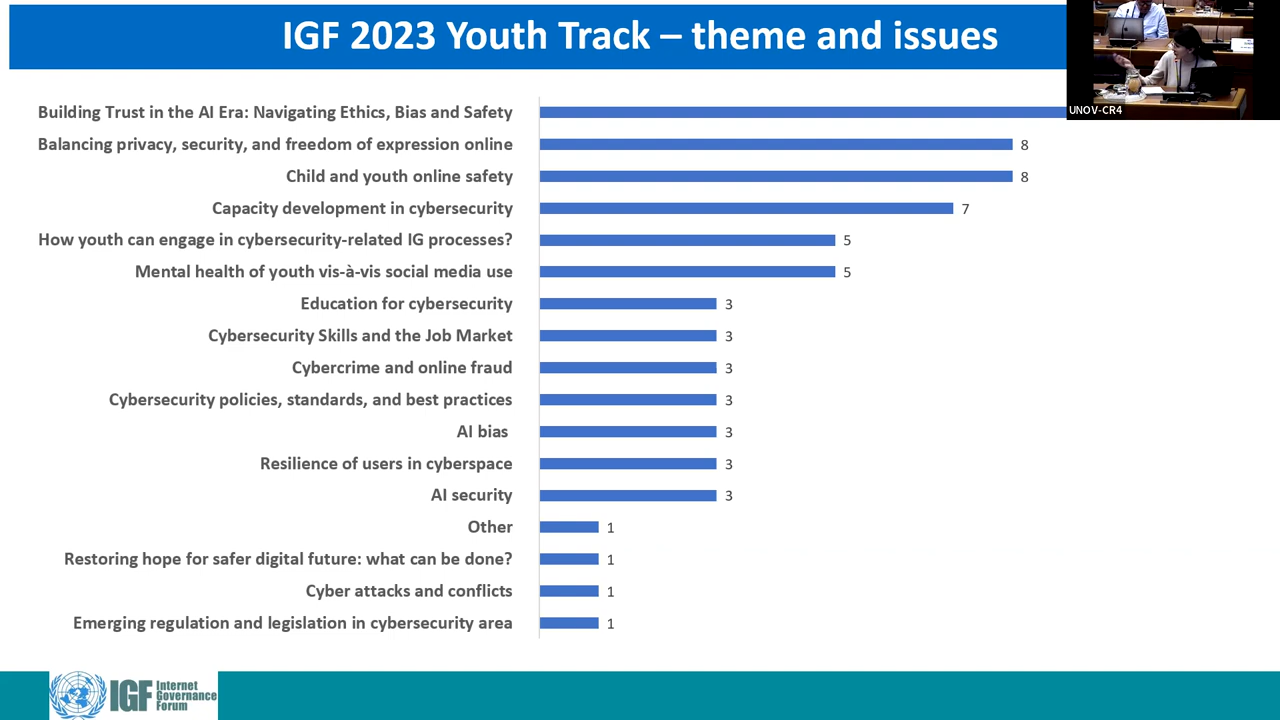 IGF 2023 Youth Track – theme and issues
UNOV-CR4
Building Trust in the AI Era: Navigating Ethics, Bias and Safety
Balancing privacy, security, and freedom of expression online 8
Child and youth online safety 8
Capacity development in cybersecurity 7
How youth can engage in cybersecurity-related IG processes? 5
Mental health of youth vis-à-vis social media use 5
Education for cybersecurity 3
Cybersecurity Skills and the Job Market 3
Cybercrime and online fraud 3
Cybersecurity policies, standards, and best practices 3
AI bias 3
Resilience of users in cyberspace 3
AI security 3
Other 1
Restoring hope for safer digital future: what can be done? 1
Cyber attacks and conflicts 1
Emerging regulation and legislation in cybersecurity area 1
IGF
Internet
Governance
Forum